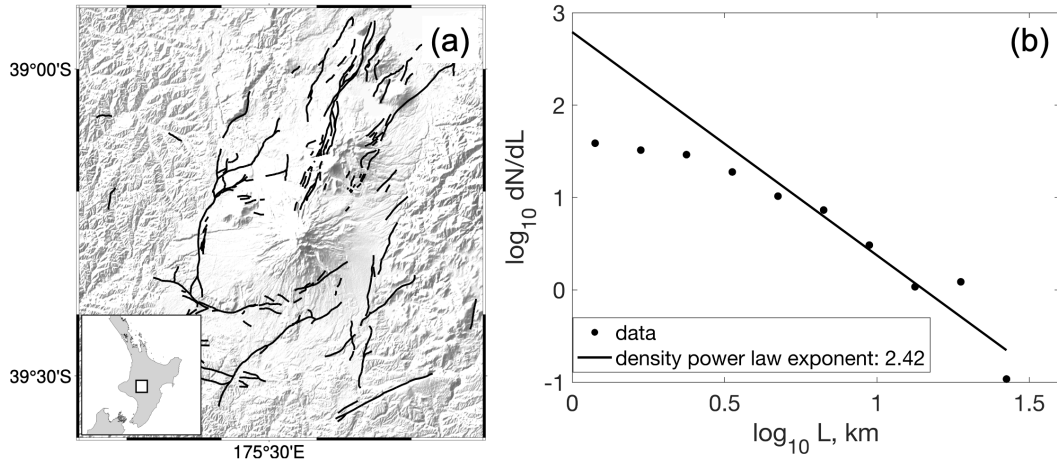 (a)
39°00'S
39°30'S
175°30'E
(b)
log10 dN/dL
3
2
1
0
-1
data
density power law exponent: 2.42
0
0.5
1
1.5
log10 L, km